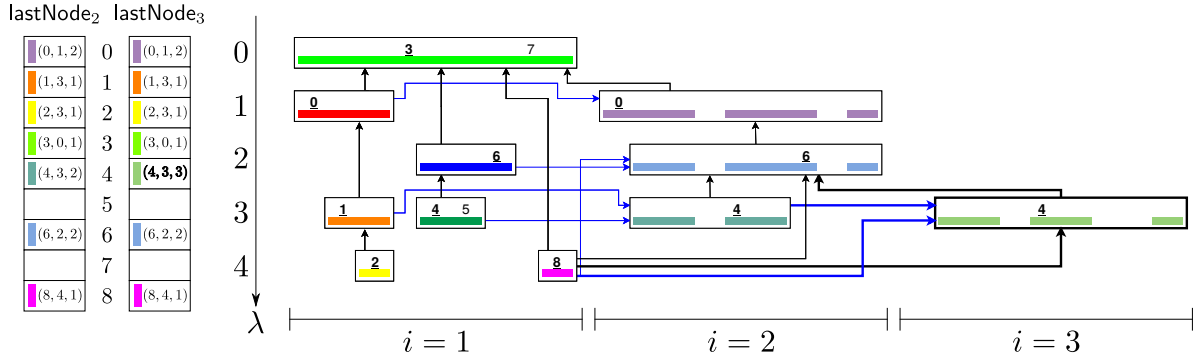 lastNode₂ lastNode₃
(0,1,2) 0 (0,1,2)
(1,3,1) 1 (1,3,1)
(2,3,1) 2 (2,3,1)
(3,0,1) 3 (3,0,1)
(4,3,2) 4 (4,3,3)
5
(6,2,2) 6 (6,2,2)
7
(8,4,1) 8 (8,4,1)
0 3 7
1 0 0
2 6 6
3 1 4 5 4 4
4 2 8
λ
i = 1 i = 2 i = 3